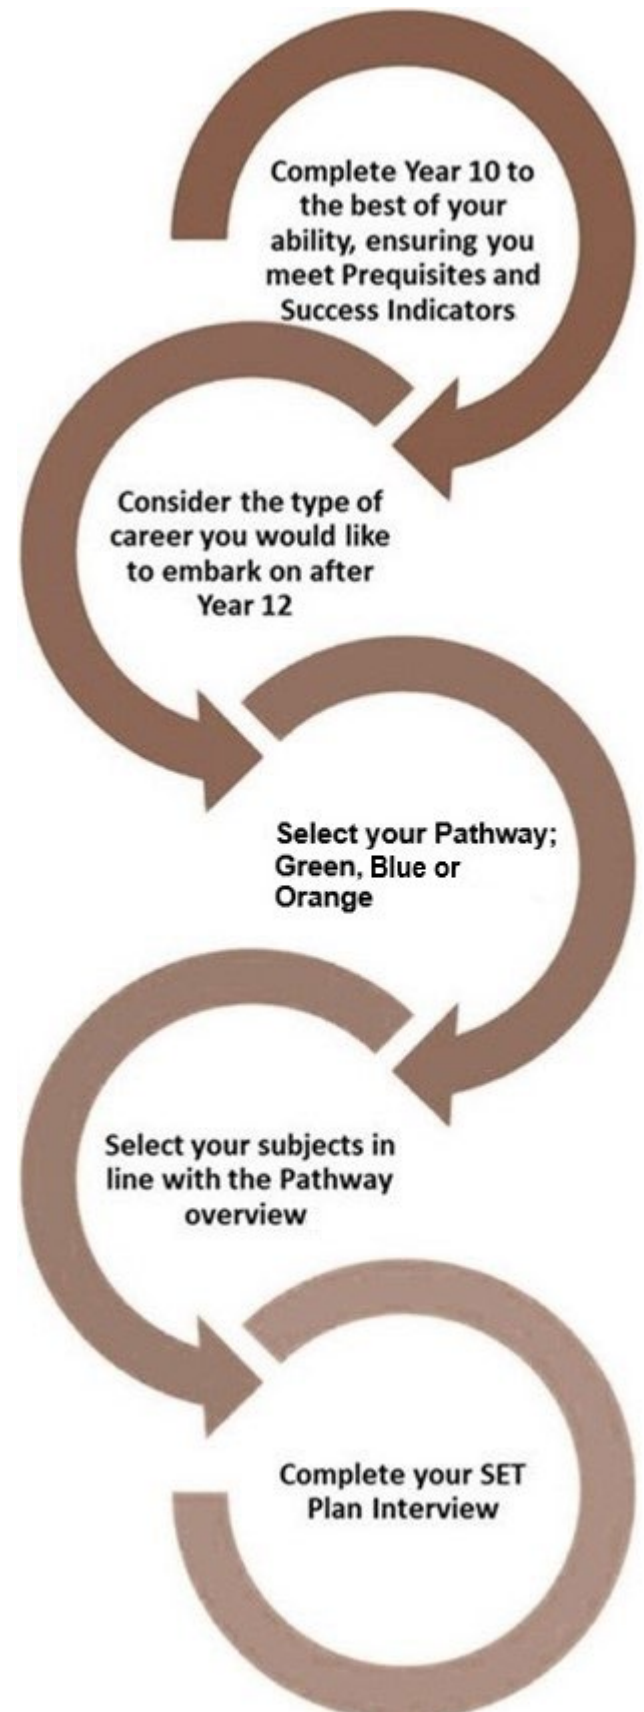 Complete Year 10 to
the best of your
ability, ensuring you
meet Prequisites and
Success Indicators
Consider the type of
career you would like
to embark on after
Year 12
Select your Pathway;
Green, Blue or
Orange
Select your subjects in
line with the Pathway
overview
Complete your SET
Plan Interview